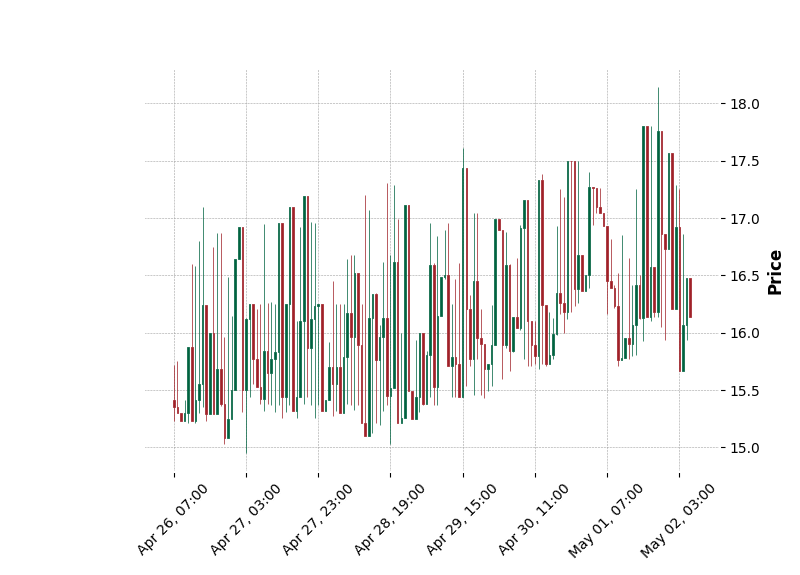 18.0
17.5
17.0
16.5
16.0
15.5
15.0
Price
Apr 26, 07:00
Apr 27, 03:00
Apr 27, 23:00
Apr 28, 19:00
Apr 29, 15:00
Apr 30, 11:00
May 01, 07:00
May 02, 03:00